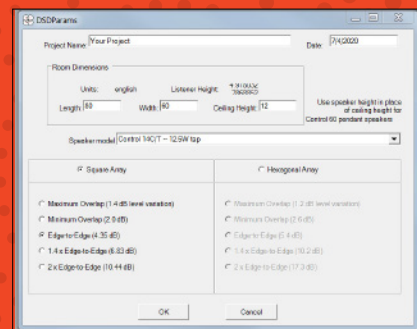 DSDParams
Project Name: Your Project
Date: 7/4/2020
Room Dimensions
Units: english Listener Height:
Length: 60 Width: 60 Ceiling Height: 12
Use speaker height in place
of ceiling height for
Control 60 pendant speakers
Speaker model Control 14C/T – 12.5W tap
Square Array
Hexagonal Array
Maximum Overlap (1.4 dB level variation)
Maximum Overlap (1.2 dB level variation)
Minimum Overlap (2.0 dB)
Minimum Overlap (2.6 dB)
Edge-to-Edge (4.35 dB)
Edge-to-Edge (5.4 dB)
1.4 x Edge-to-Edge (6.83 dB)
1.4 x Edge-to-Edge (10.2 dB)
2 x Edge-to-Edge (10.44 dB)
2 x Edge-to-Edge (17.3 dB)
OK Cancel